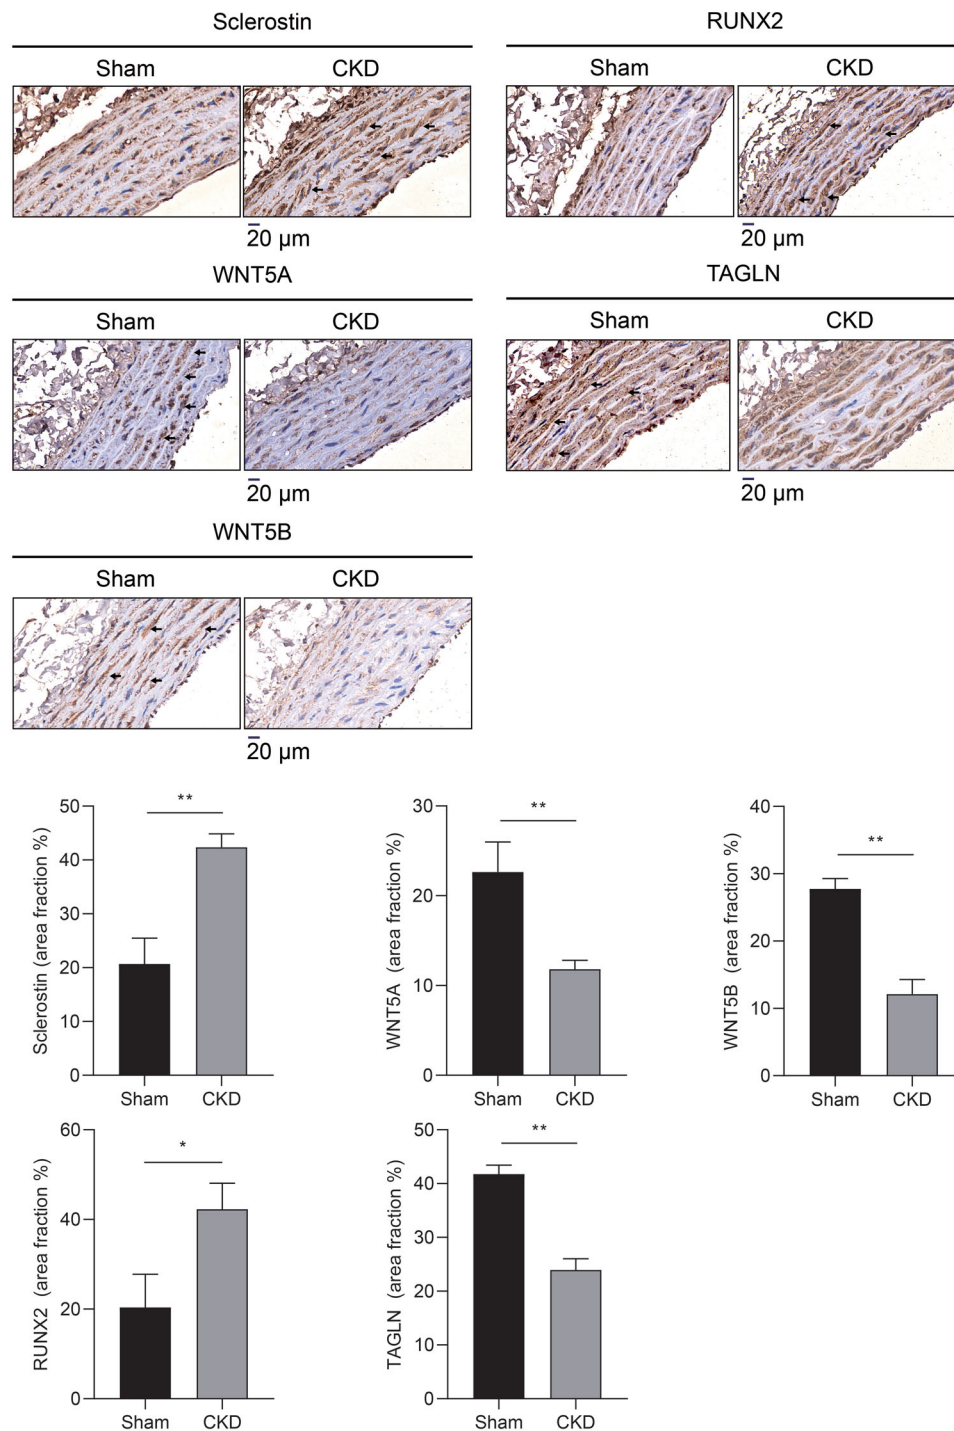 Sclerostin
Sham CKD
20 µm
RUNX2
Sham CKD
20 µm
WNT5A
Sham CKD
20 µm
TAGLN
Sham CKD
20 µm
WNT5B
Sham CKD
20 µm
Sclerostin (area fraction %)
50
40
30
20
10
0
**
Sham CKD
WNT5A (area fraction %)
30
20
10
0
**
Sham CKD
WNT5B (area fraction %)
40
30
20
10
0
**
Sham CKD
RUNX2 (area fraction %)
60
40
20
0
*
Sham CKD
TAGLN (area fraction %)
50
40
30
20
10
0
**
Sham CKD